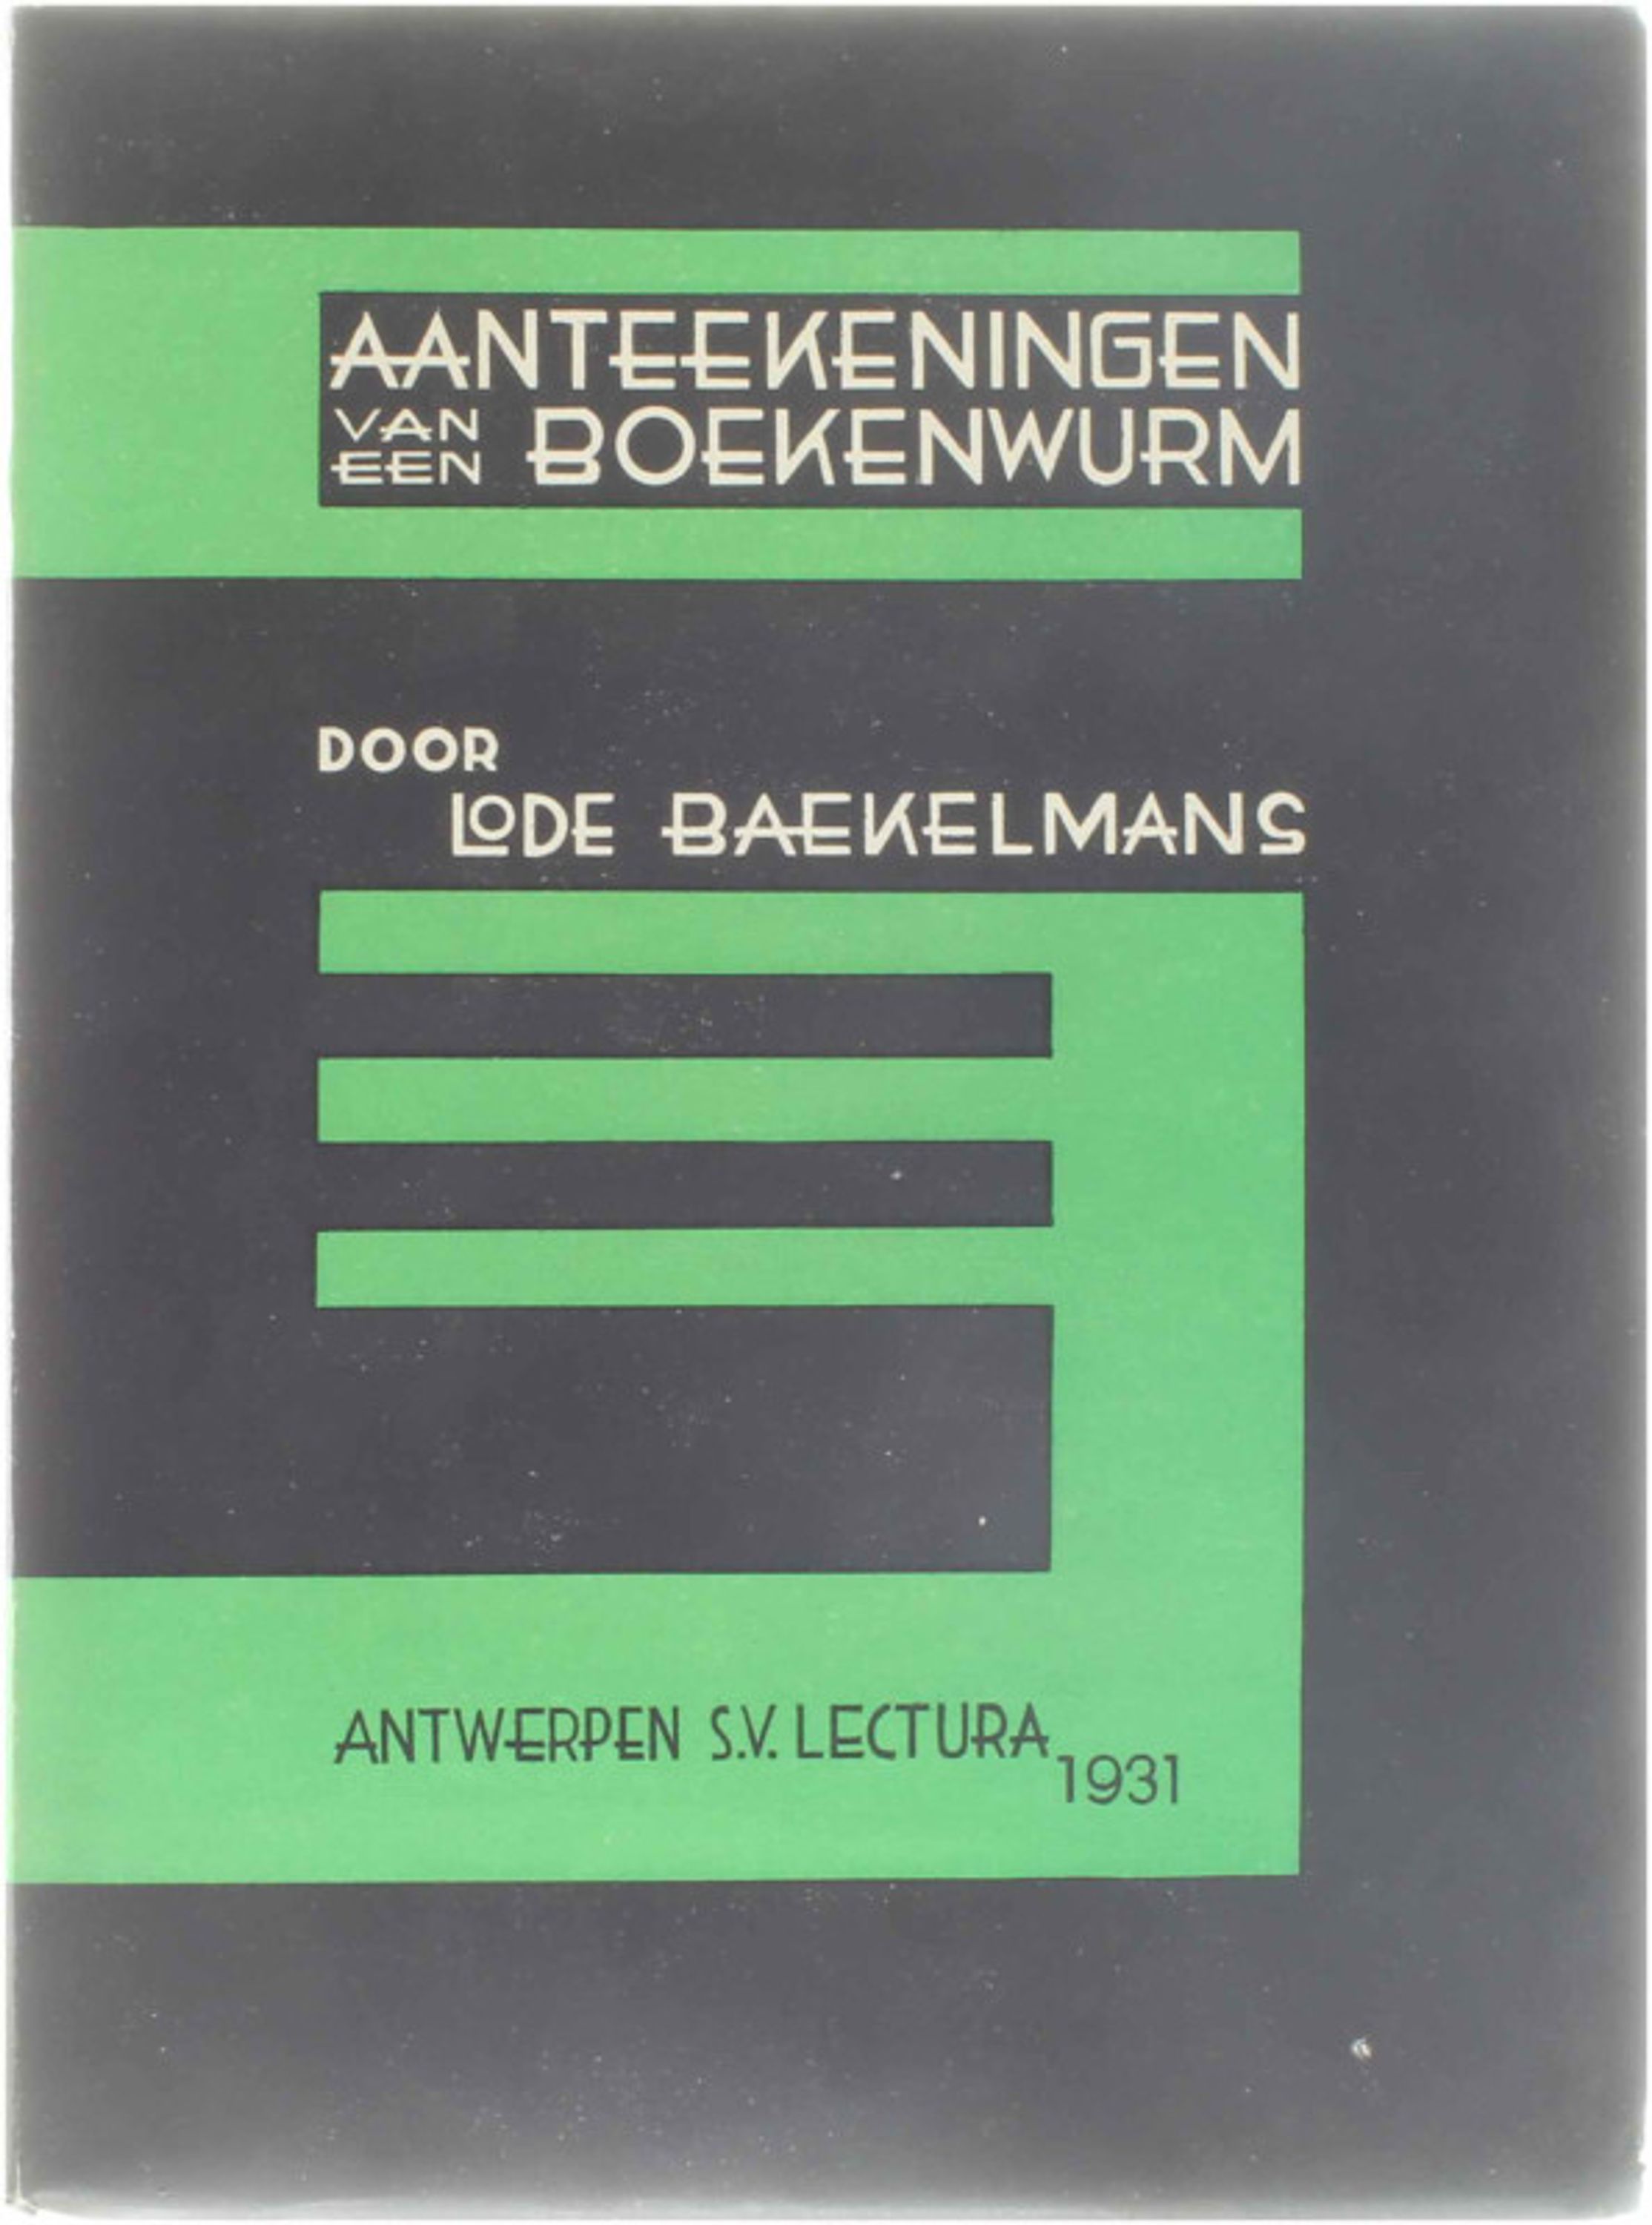 AANTEEKENINGEN
VAN EEN BOEKENWURM
DOOR
LODE BAEKELMANS
ANTWERPEN S.V. LECTURA
1931